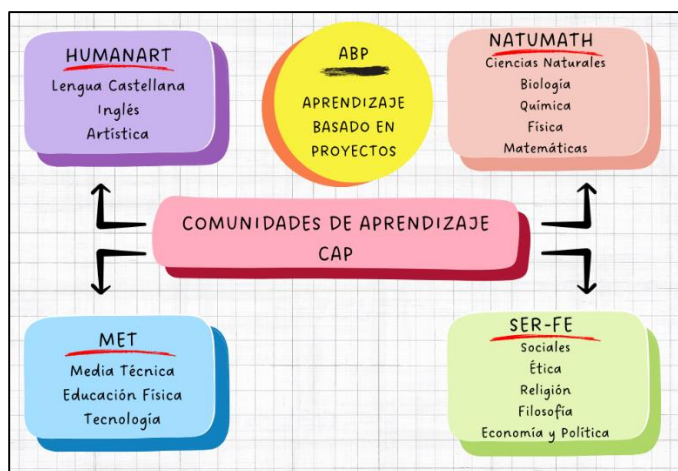 HUMANART
Lengua Castellana
Inglés
Artística
ABP
APRENDIZAJE
BASADO EN
PROYECTOS
NATUMATH
Ciencias Naturales
Biología
Química
Física
Matemáticas
COMUNIDADES DE APRENDIZAJE
CAP
MET
Media Técnica
Educación Física
Tecnología
SER-FE
Sociales
Ética
Religión
Filosofía
Economía y Política